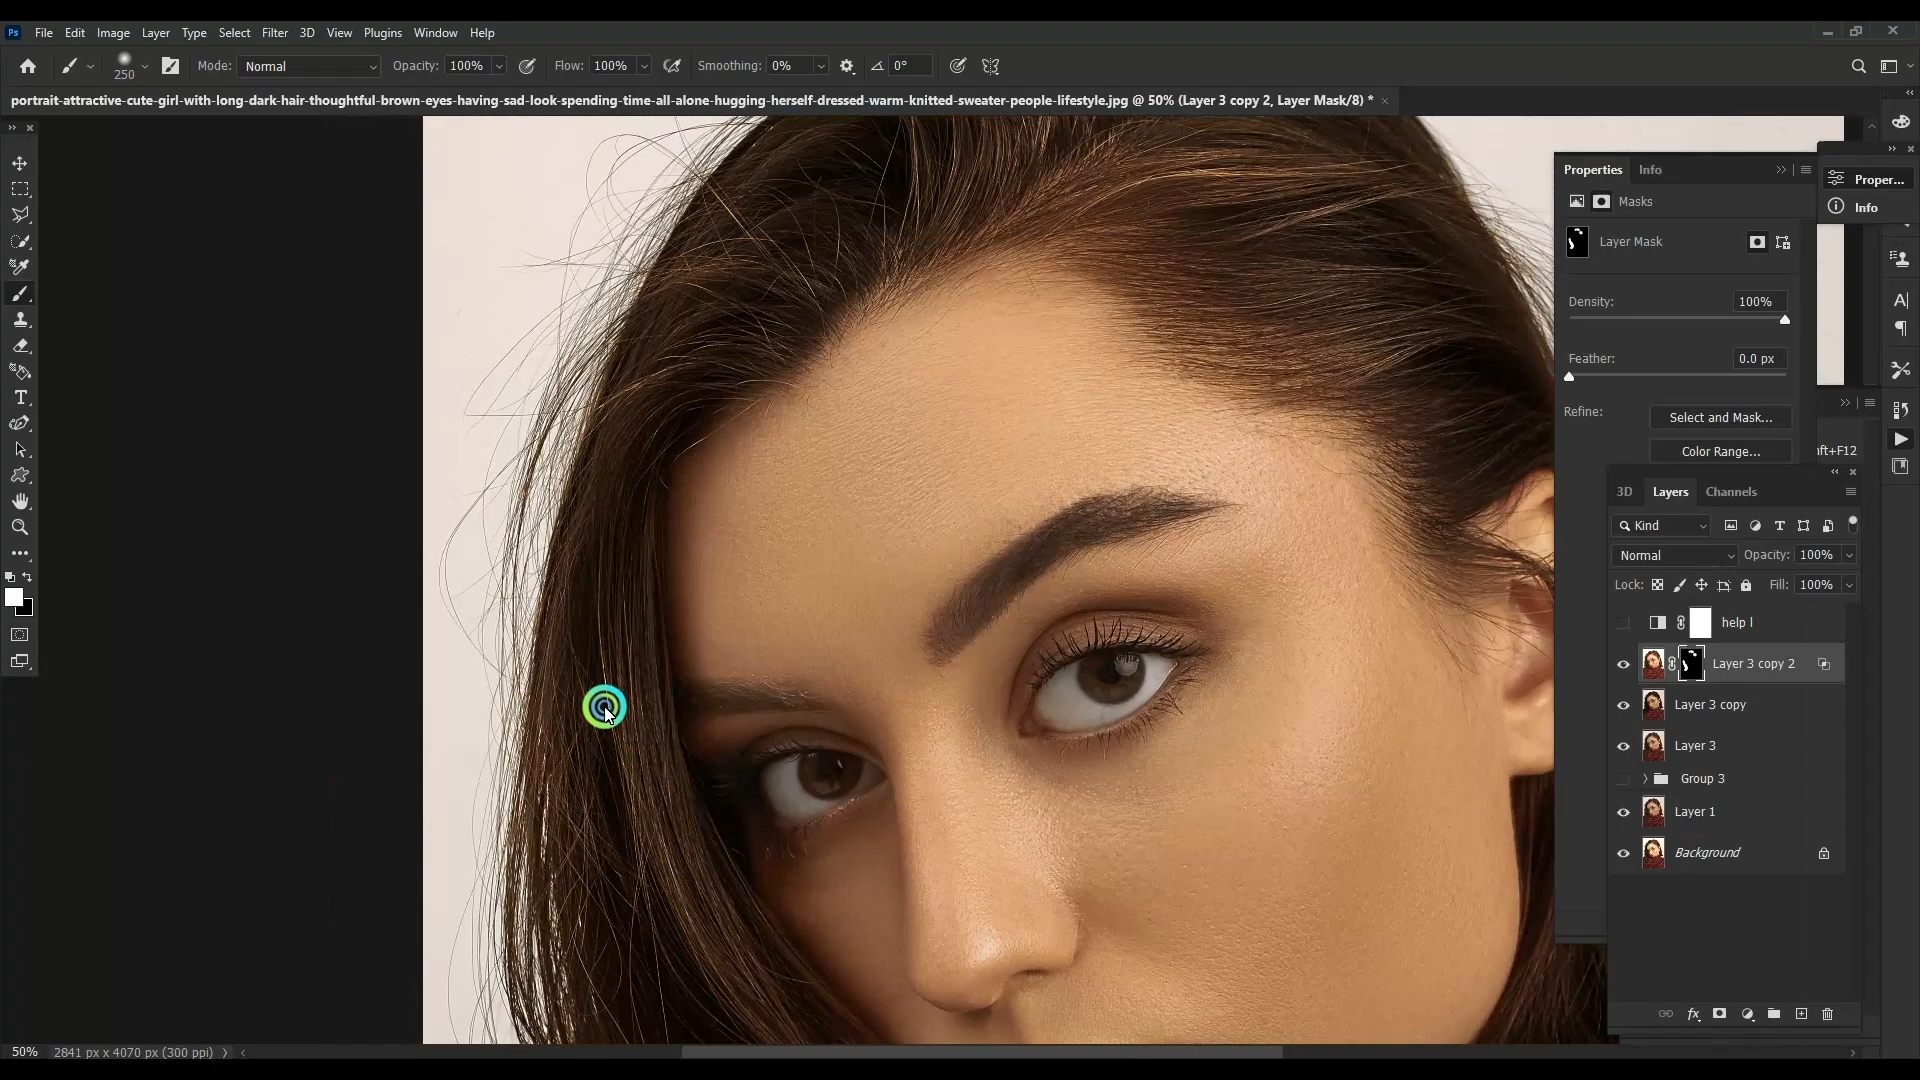 Ps File Edit Image Layer Type Select Filter 3D View Plugins Window Help
250 Mode: Normal Opacity: 100% Flow: 100% Smoothing: 0% 0°
portrait-attractive-cute-girl-with-long-dark-hair-thoughtful-brown-eyes-having-sad-look-spending-time-all-alone-hugging-herself-dressed-warm-knitted-sweater-people-lifestyle.jpg @ 50% (Layer 3 copy 2, Layer Mask/8) *
Properties Info
Proper...
Info
Masks
Layer Mask
Density: 100%
Feather: 0.0 px
Refine: Select and Mask...
Color Range...
ift+F12
3D Layers Channels
Kind
Normal Opacity: 100%
Lock: Fill: 100%
help l
Layer 3 copy 2
Layer 3 copy
Layer 3
Group 3
Layer 1
Background
fx
50% 2841 px x 4070 px (300 ppi)